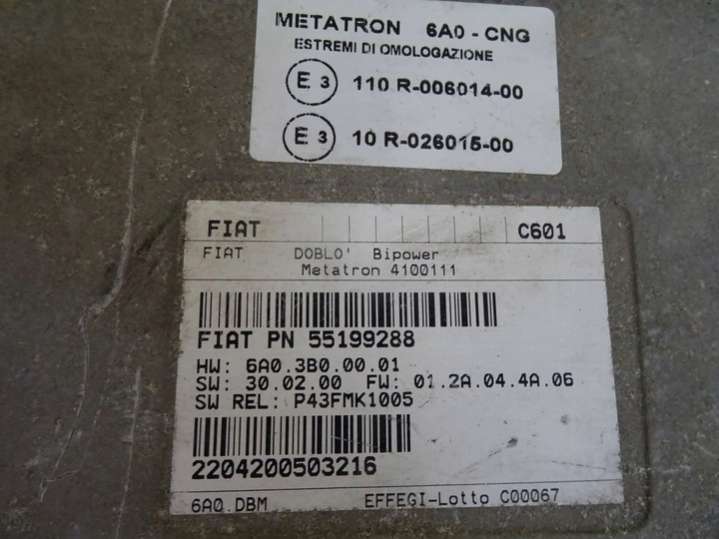 METATRON 6A0 - CNG
ESTREMI DI OMOLOGAZIONE
E 3 110 R-006014-00
E 3 10 R-026015-00
FIAT C601
FIAT DOBLO' Bipower
Metatron 4100111
FIAT PN 55199288
HW: 6A0.3B0.00.01
SW: 30.02.00 FW: 01.2A.04.4A.06
SW REL: P43FMK1005
2204200503216
6A0.DBM EFFEGI-Lotto C00067